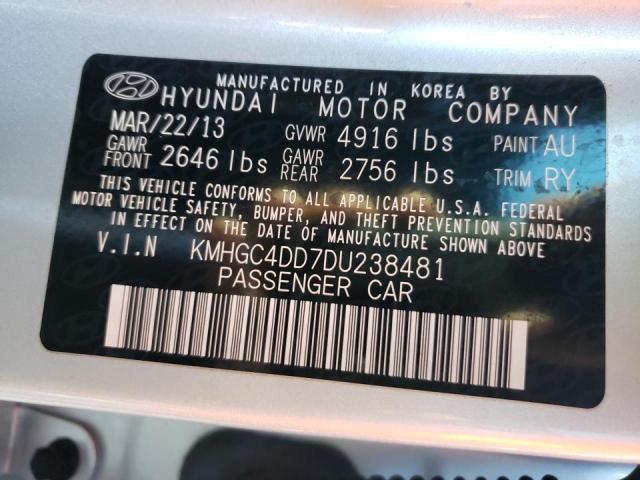 MANUFACTURED IN KOREA BY
HYUNDAI MOTOR COMPANY
MAR/22/13 GVWR 4916 lbs PAINT AU
GAWR FRONT 2646 lbs GAWR REAR 2756 lbs TRIM RY
THIS VEHICLE CONFORMS TO ALL APPLICABLE U.S.A. FEDERAL
MOTOR VEHICLE SAFETY, BUMPER, AND THEFT PREVENTION STANDARDS
IN EFFECT ON THE DATE OF MANUFACTURE SHOWN ABOVE.
V.I.N KMHGC4DD7DU238481
PASSENGER CAR